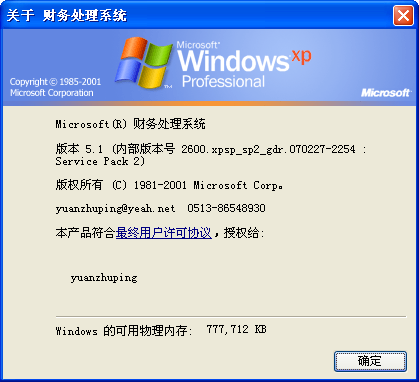 关于 财务处理系统
Microsoft®
Windows xp
Professional
Copyright © 1985-2001
Microsoft Corporation
Microsoft
Microsoft(R) 财务处理系统
版本 5.1 (内部版本号 2600.xpsp_sp2_gdr.070227-2254 :
Service Pack 2)
版权所有 (C) 1981-2001 Microsoft Corp。
yuanzhuping@yeah.net 0513-86548930
本产品符合最终用户许可协议，授权给:
yuanzhuping
Windows 的可用物理内存: 777,712 KB
确定